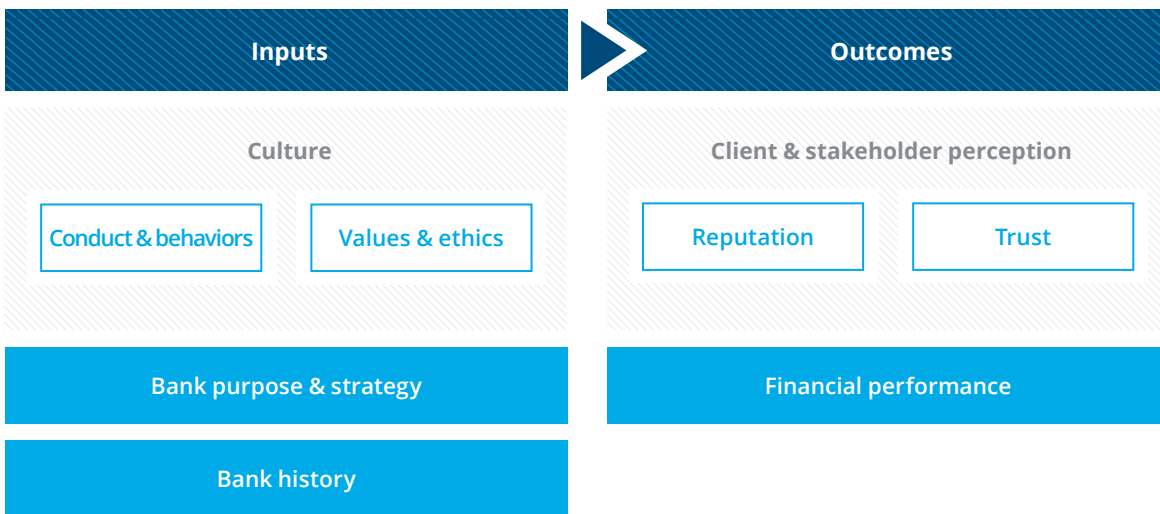 Inputs
Outcomes
Culture
Conduct & behaviors
Values & ethics
Client & stakeholder perception
Reputation
Trust
Bank purpose & strategy
Financial performance
Bank history